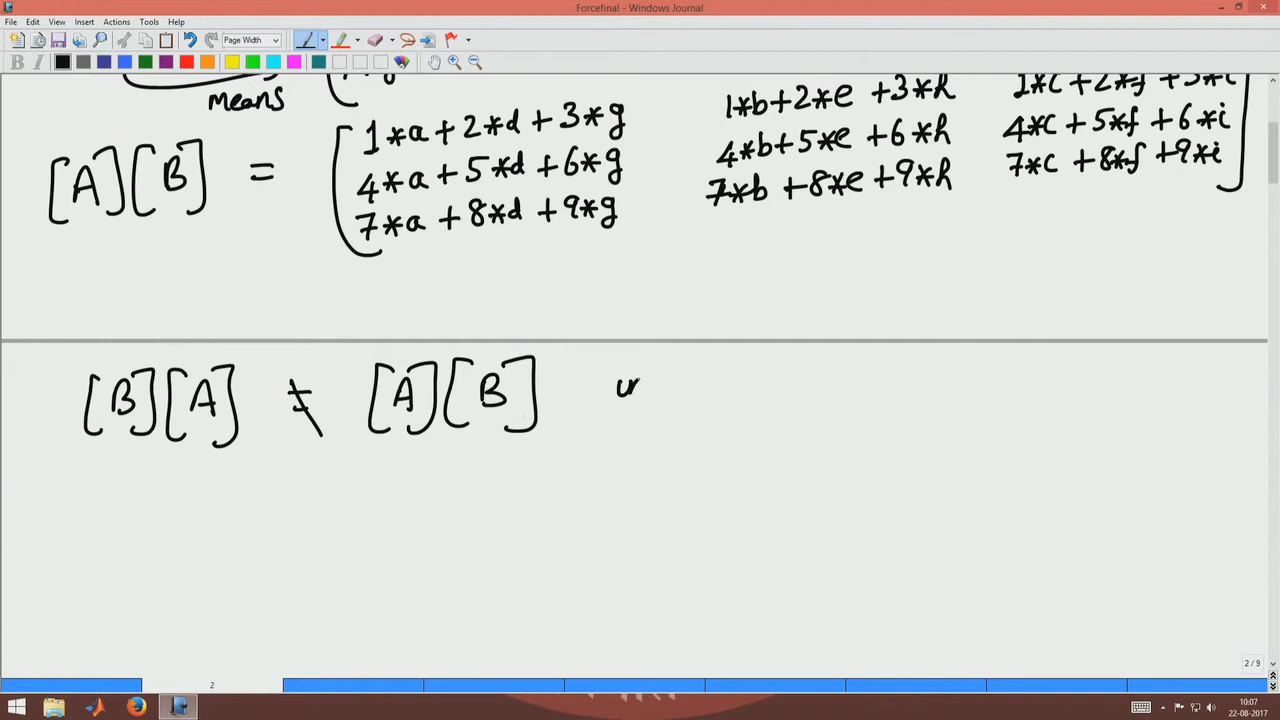 Forcefinal - Windows Journal
File Edit View Insert Actions Tools Help
Page Width
means
1*b+2*e+3*h
[A][B] = 1*a+2*d+3*g
4*a+5*d+6*g 4*b+5*e+6*h 4*c+5*f+6*i
7*a+8*d+9*g 7*b+8*e+9*h 7*c+8*f+9*i
[B][A] ≠ [A][B]
2 / 9
2
10:07
22-08-2017